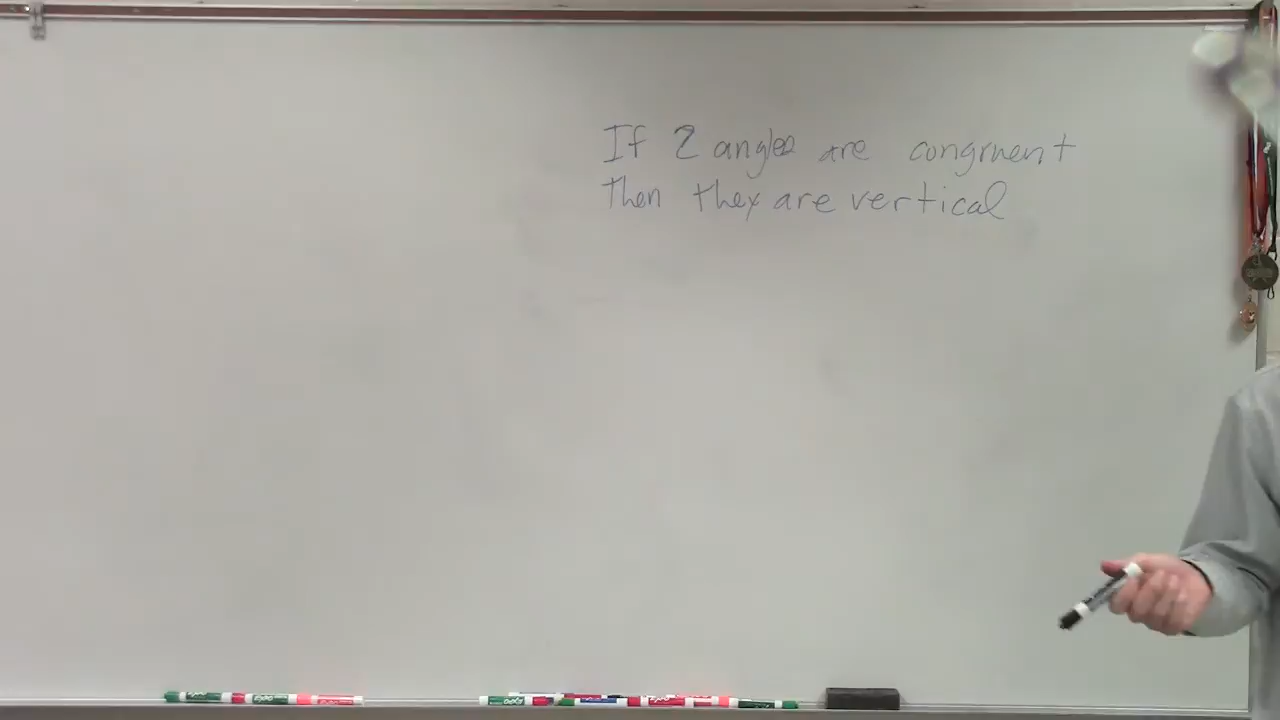 If 2 angles are congruent
then they are vertical